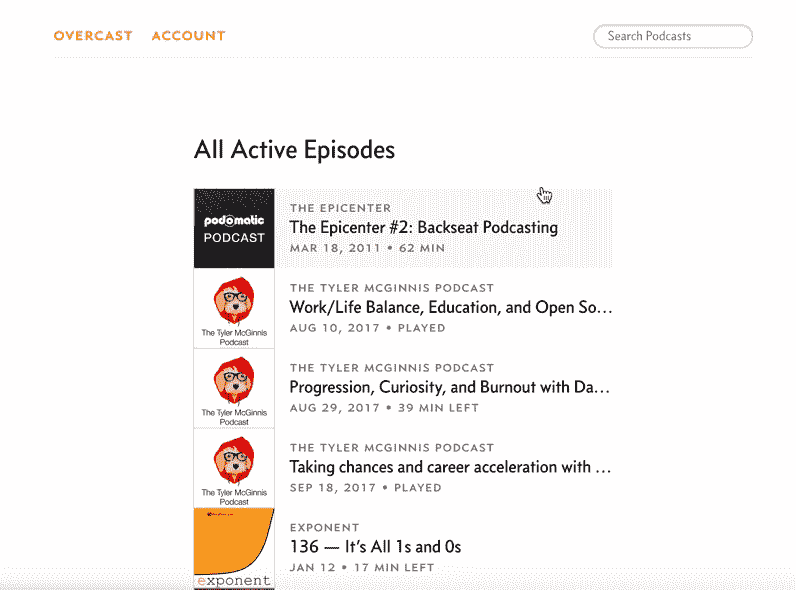 OVERCAST ACCOUNT
Search Podcasts
All Active Episodes
podomatic
PODCAST
THE EPICENTER
The Epicenter #2: Backseat Podcasting
MAR 18, 2011 • 62 MIN
The Tyler McGinnis
Podcast
THE TYLER MCGINNIS PODCAST
Work/Life Balance, Education, and Open So…
AUG 10, 2017 • PLAYED
The Tyler McGinnis
Podcast
THE TYLER MCGINNIS PODCAST
Progression, Curiosity, and Burnout with Da…
AUG 29, 2017 • 39 MIN LEFT
The Tyler McGinnis
Podcast
THE TYLER MCGINNIS PODCAST
Taking chances and career acceleration with …
SEP 18, 2017 • PLAYED
exponent
EXPONENT
136 — It's All 1s and 0s
JAN 12 • 17 MIN LEFT